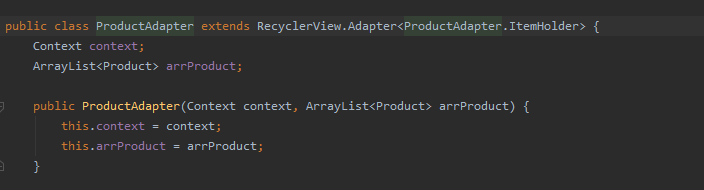 public class ProductAdapter extends RecyclerView.Adapter<ProductAdapter.ItemHolder> {
Context context;
ArrayList<Product> arrProduct;
public ProductAdapter(Context context, ArrayList<Product> arrProduct) {
this.context = context;
this.arrProduct = arrProduct;
}